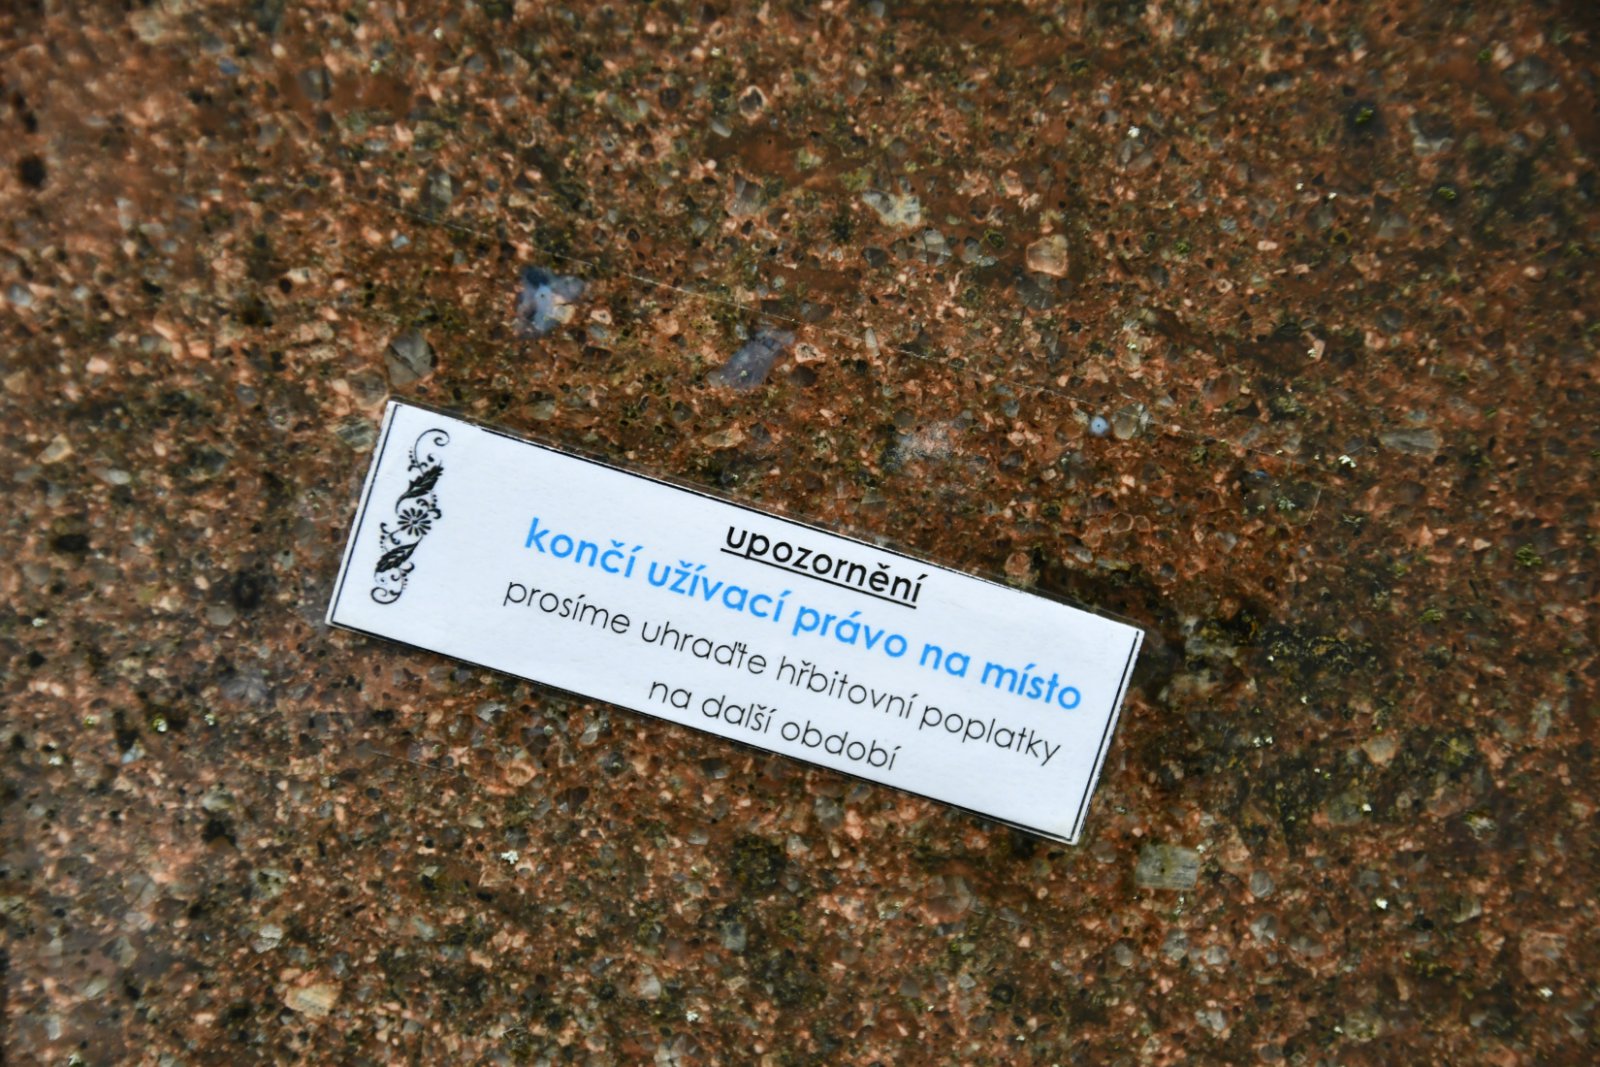 upozornění
končí užívací právo na místo
prosíme uhraďte hřbitovní poplatky
na další období